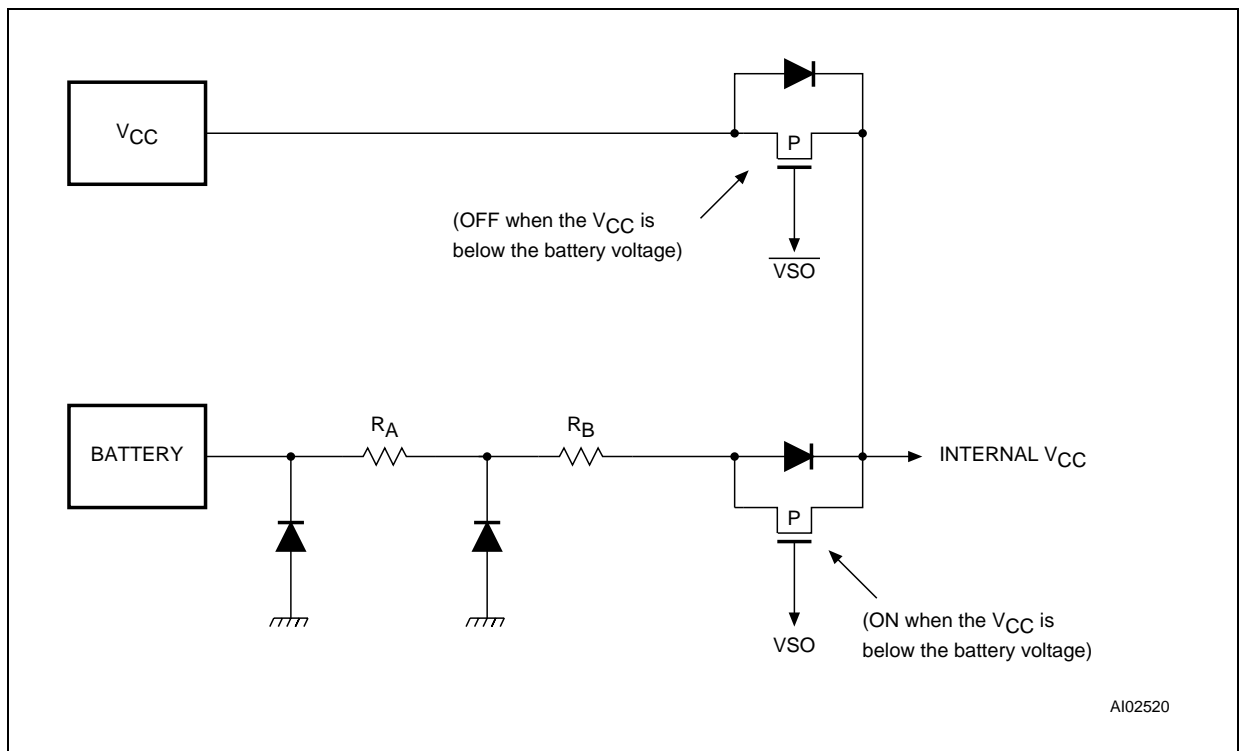 VCC
P
(OFF when the VCC is
below the battery voltage)
VSO
BATTERY
RA
RB
INTERNAL VCC
P
VSO
(ON when the VCC is
below the battery voltage)
AI02520